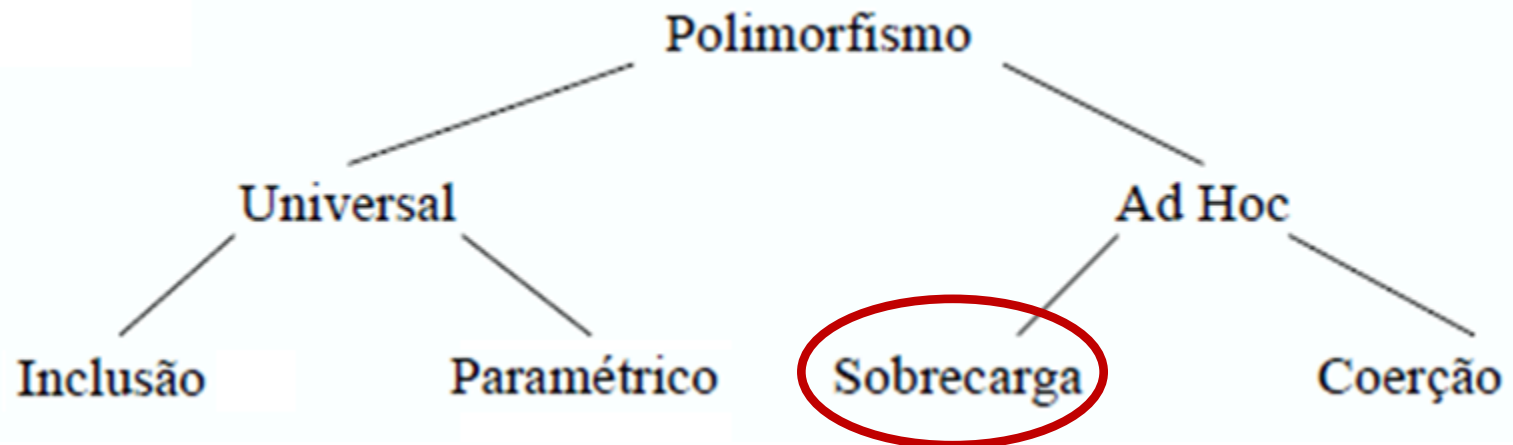 Polimorfismo
Universal Ad Hoc
Inclusão Paramétrico Sobrecarga Coerção